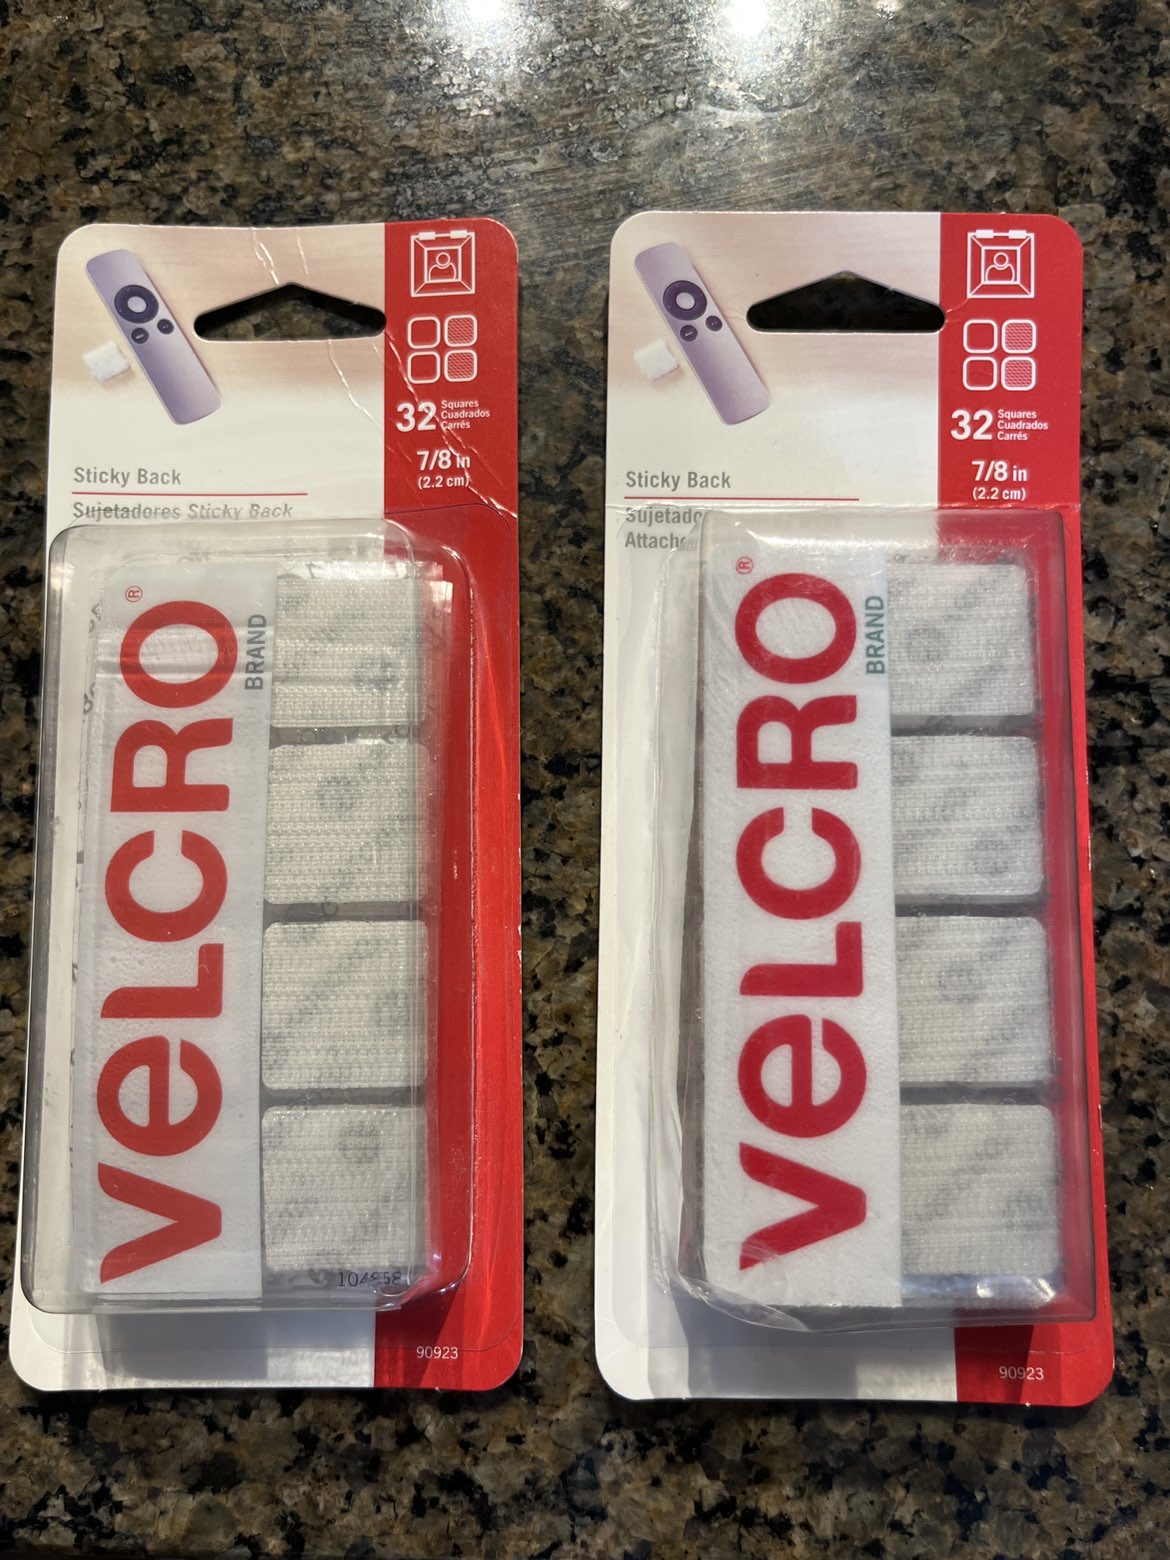 32 Squares
Cuadrados
Carrés
7/8 in
(2.2 cm)
Sticky Back
Sujetadores Sticky Back
VELCRO®
BRAND
90923
32 Squares
Cuadrados
Carrés
7/8 in
(2.2 cm)
Sticky Back
VELCRO®
BRAND
90923